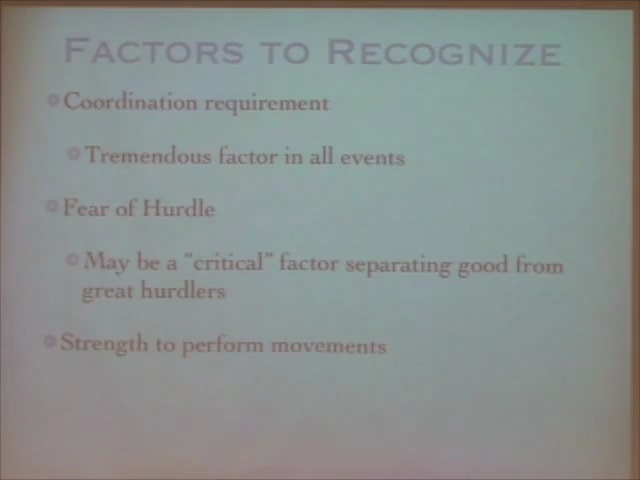 FACTORS TO RECOGNIZE
Coordination requirement
Tremendous factor in all events
Fear of Hurdle
May be a “critical” factor separating good from
great hurdlers
Strength to perform movements